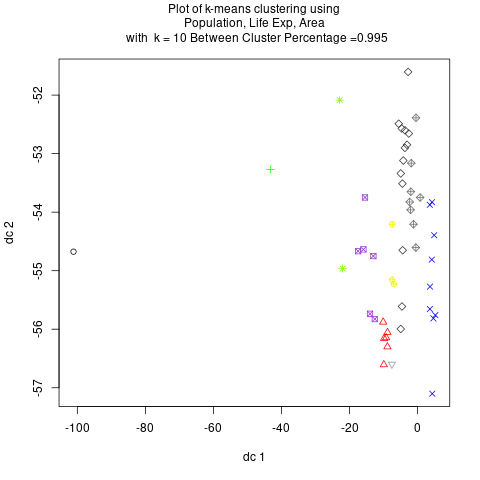 Plot of k-means clustering using
Population, Life Exp, Area
with k = 10 Between Cluster Percentage =0.995
-52
-53
-54
-55
-56
-57
dc 2
-100
-80
-60
-40
-20
0
dc 1